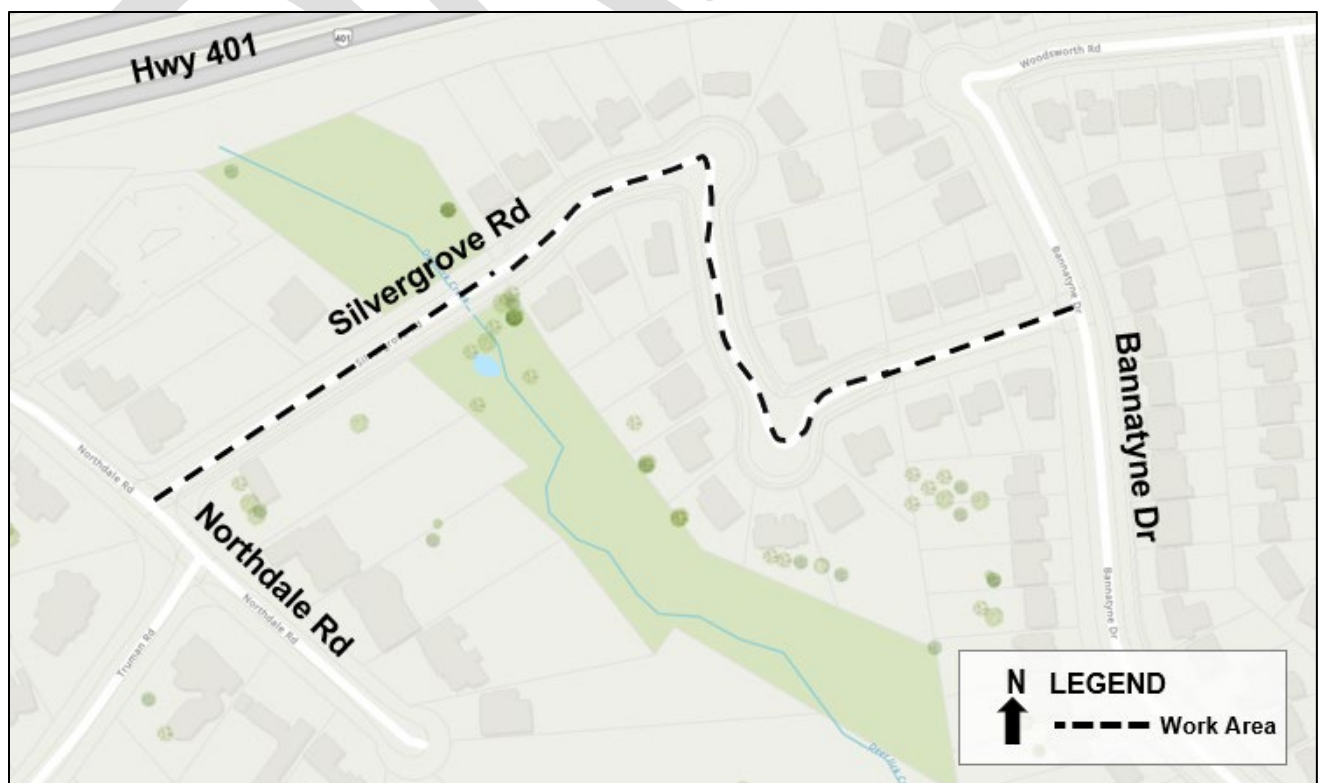 Hwy 401
401
Woodsworth Rd
Silvergrove Rd
Bannatyne Dr
Bannatyne Dr
Northdale Rd
Northdale Rd
Northdale Rd
Truman Rd
Bannatyne Dr
N LEGEND
Work Area